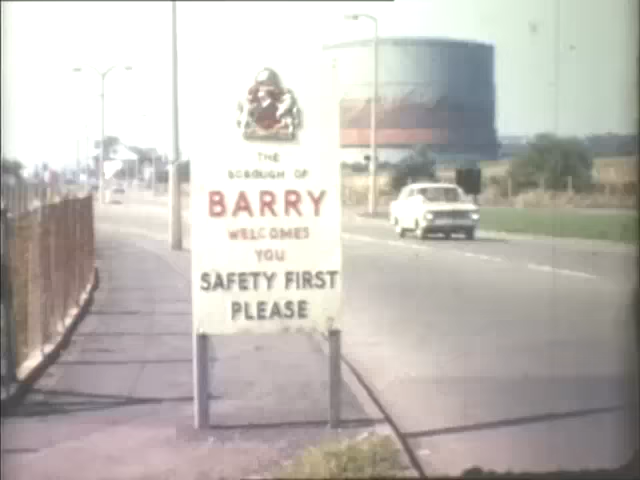 THE
BOROUGH OF
BARRY
WELCOMES
YOU
SAFETY FIRST
PLEASE